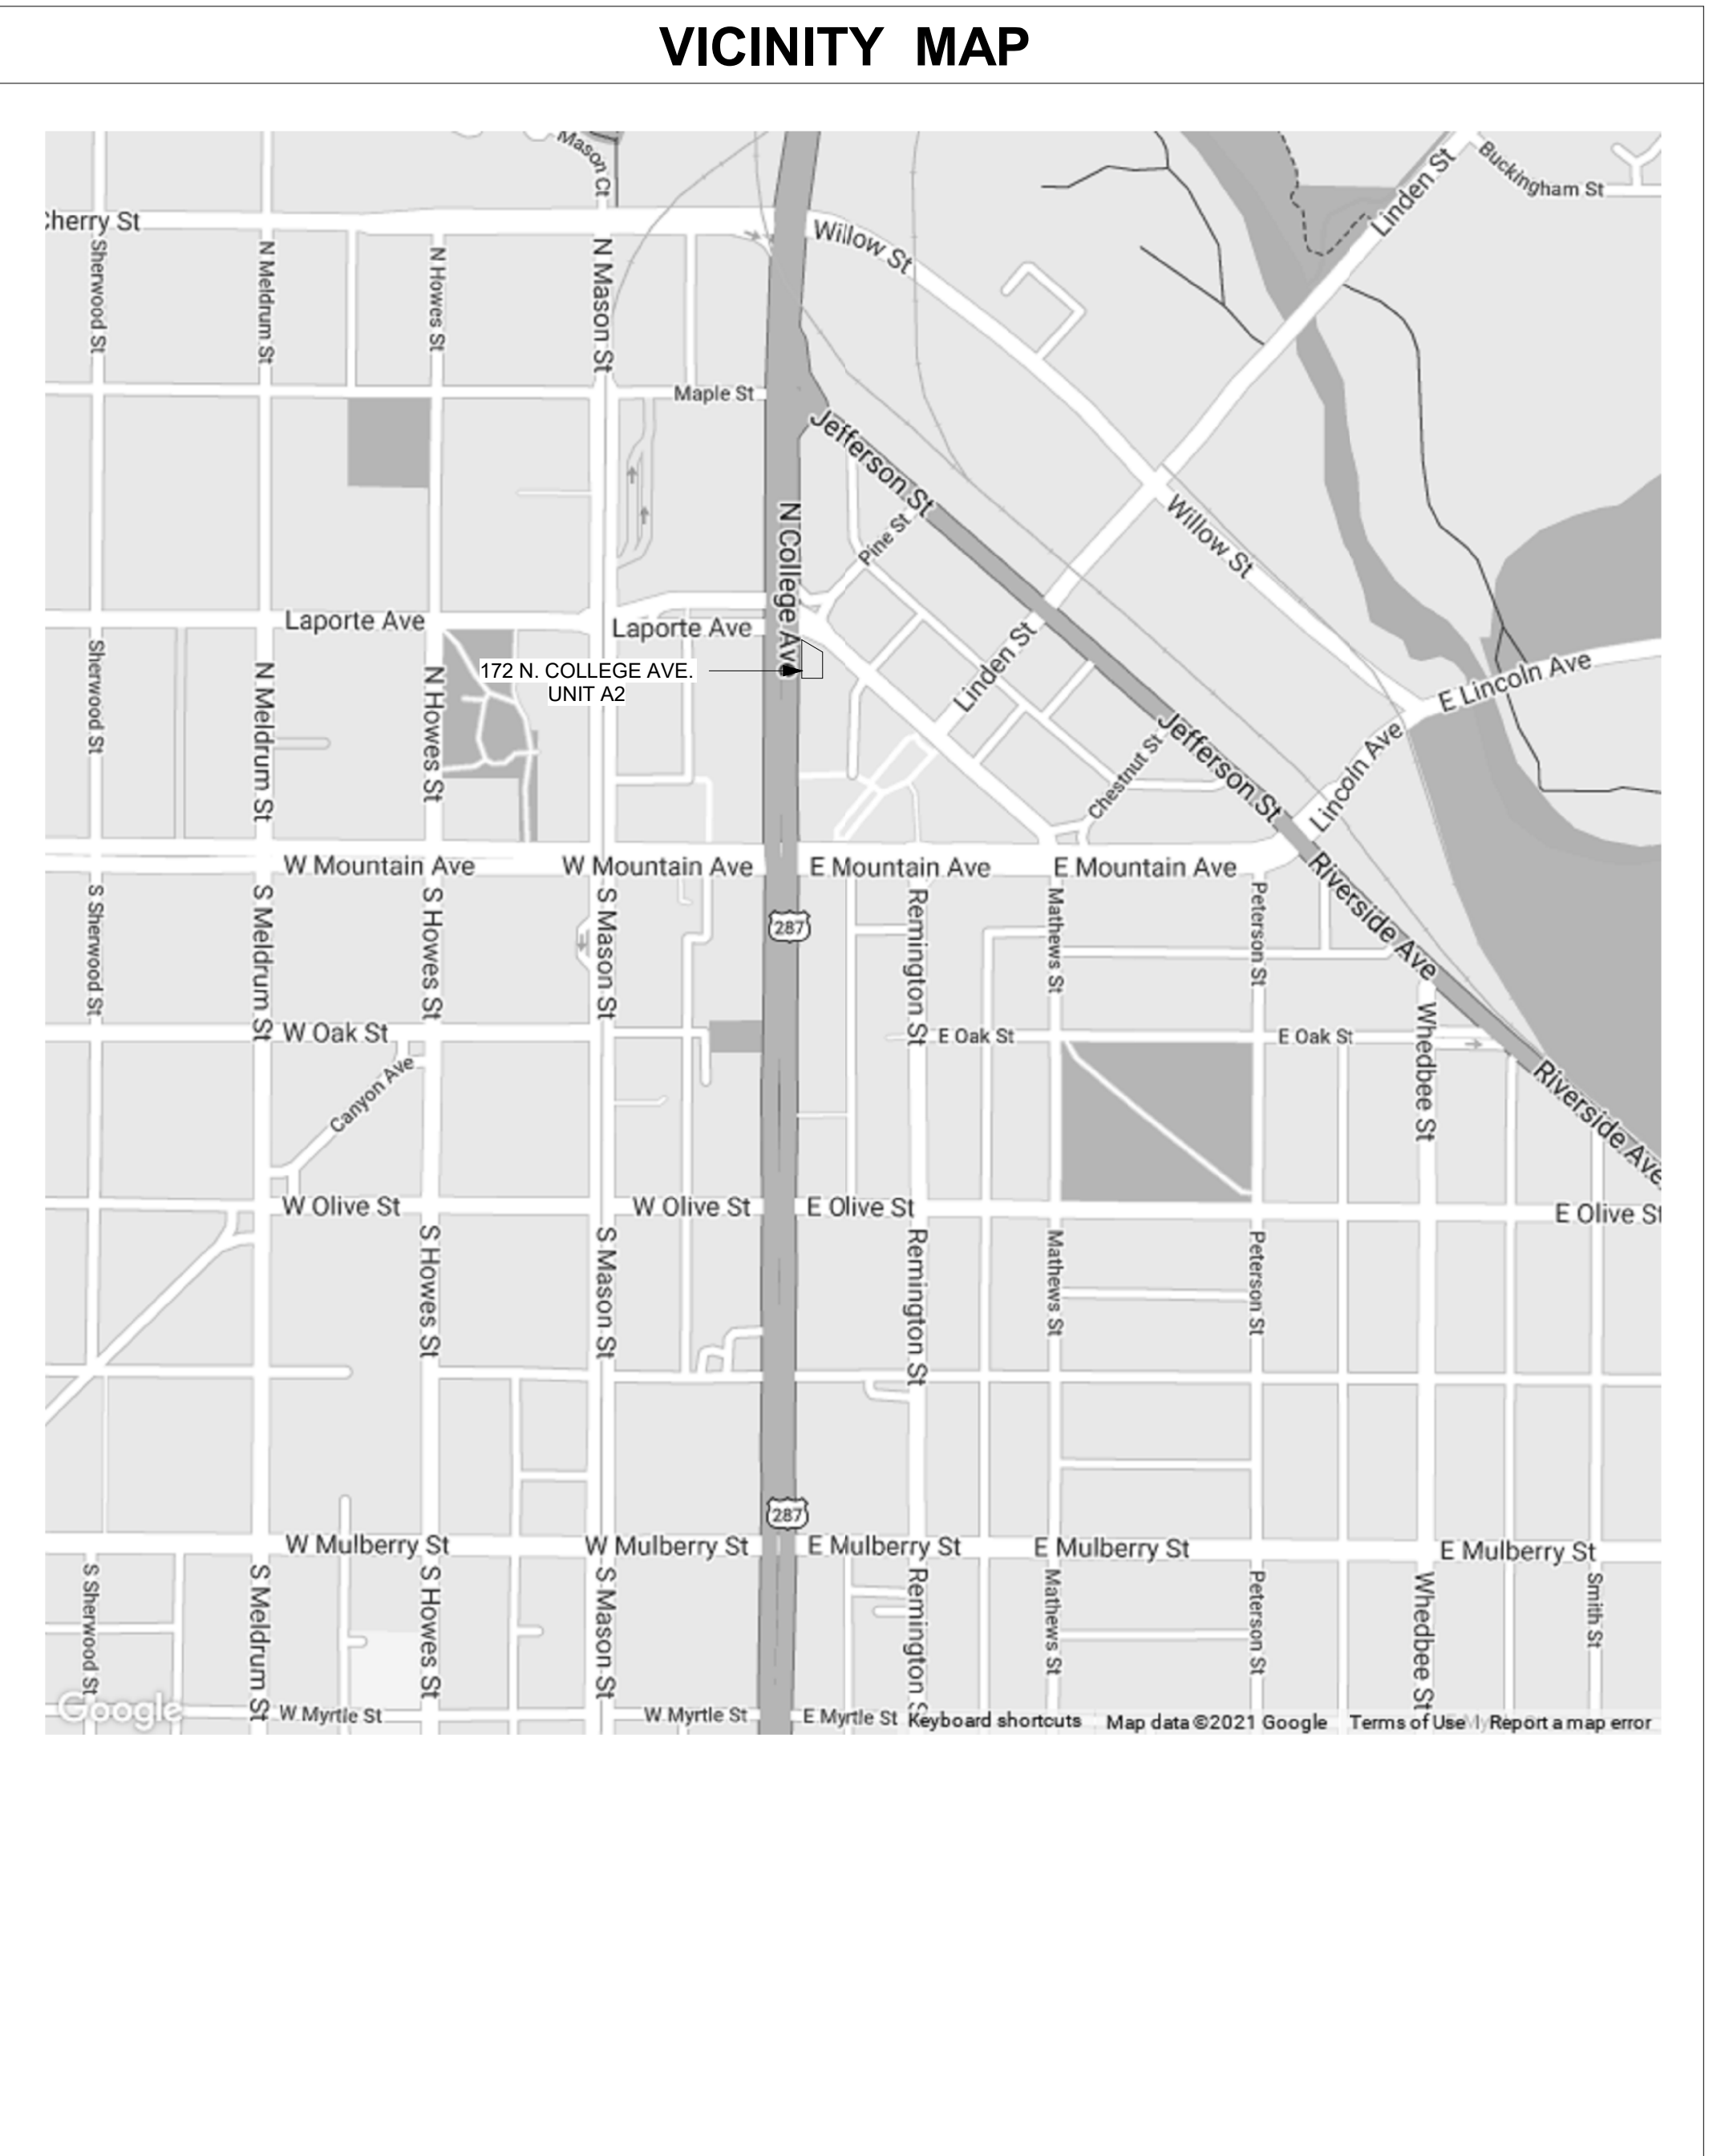 VICINITY MAP
Mason Ct
Linden St
Buckingham St
Cherry St
Willow St
Sherwood St
N Meldrum St
N Howes St
N Mason St
Maple St
Jefferson St
N College Ave
Pine St
Willow St
Laporte Ave
Laporte Ave
Linden St
172 N. COLLEGE AVE.
UNIT A2
E Lincoln Ave
Sherwood St
N Meldrum St
N Howes St
Chestnut St
Jefferson St
Lincoln Ave
W Mountain Ave
W Mountain Ave
E Mountain Ave
E Mountain Ave
Riverside Ave
S Sherwood St
S Meldrum St
S Howes St
S Mason St
287
Remington St
Mathews St
Peterson St
Whedbee St
W Oak St
E Oak St
E Oak St
Canyon Ave
Riverside Ave
W Olive St
W Olive St
E Olive St
E Olive St
S Howes St
S Mason St
Remington St
Mathews St
Peterson St
287
W Mulberry St
W Mulberry St
E Mulberry St
E Mulberry St
E Mulberry St
S Sherwood St
S Meldrum St
S Howes St
S Mason St
Remington S
Mathews St
Peterson St
Whedbee St
Smith St
Google
W Myrtle St
W Myrtle St
E Myrtle St
Keyboard shortcuts
Map data ©2021 Google
Terms of Use
Report a map error